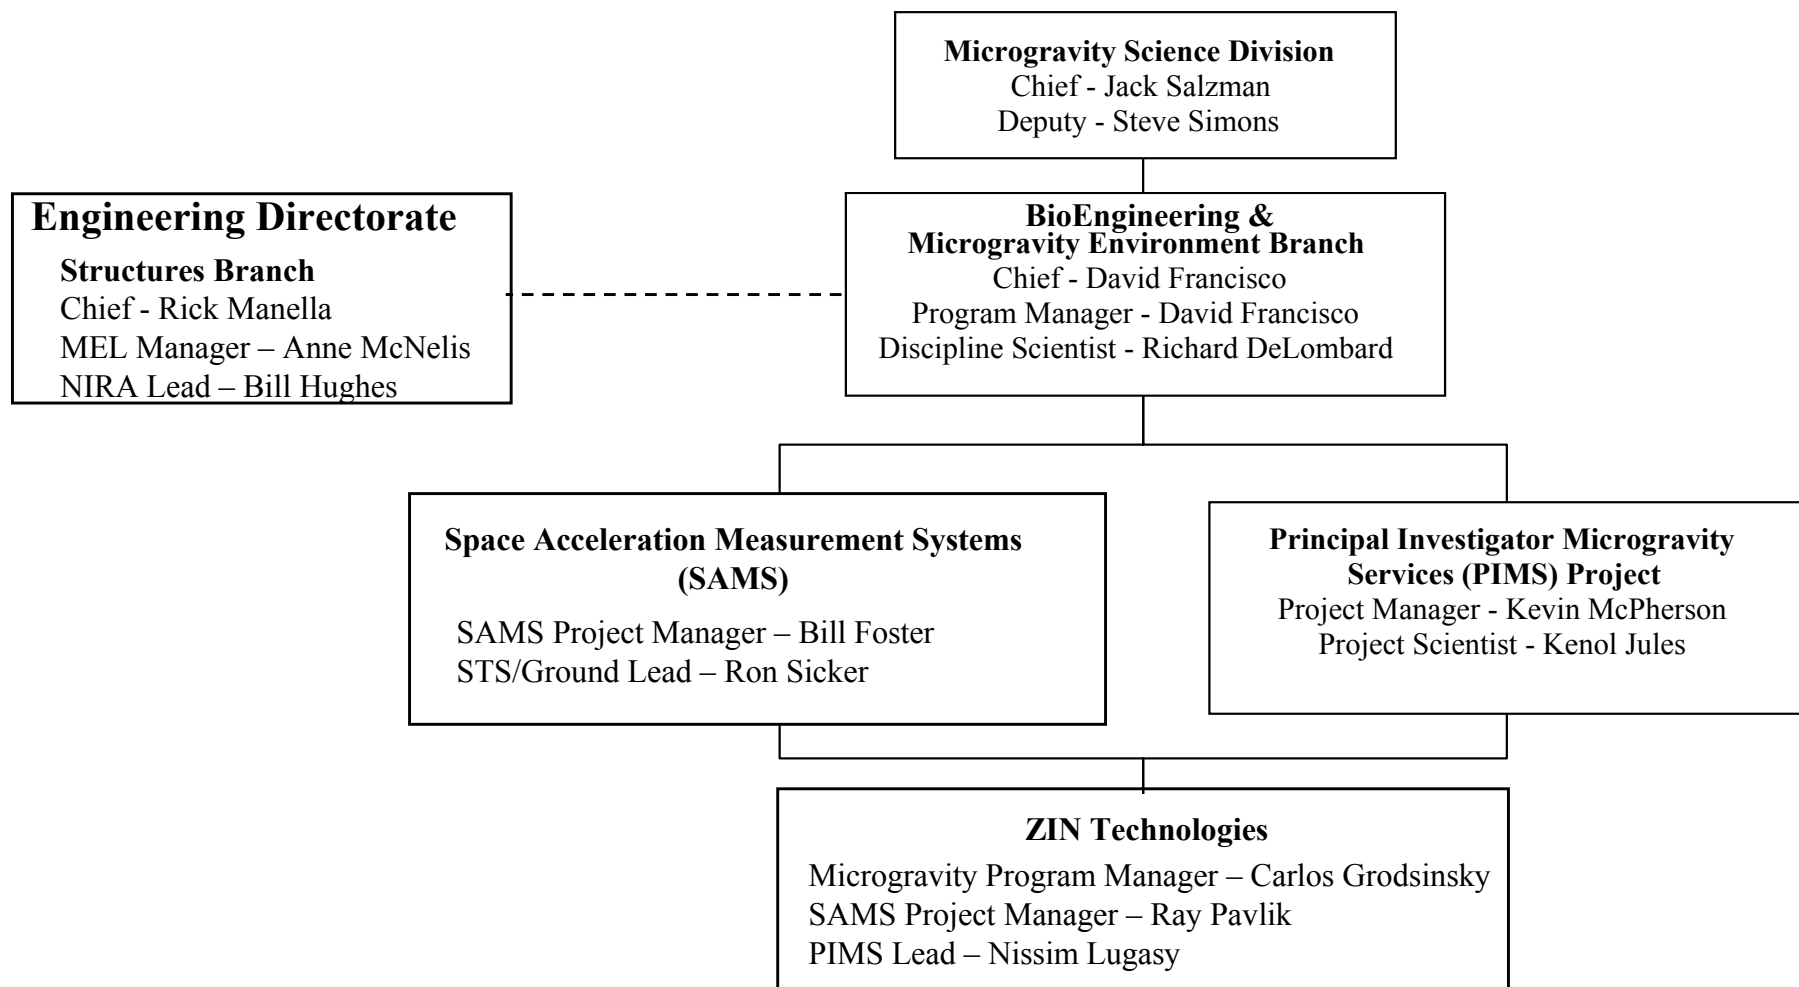 Microgravity Science Division
Chief - Jack Salzman
Deputy - Steve Simons
Engineering Directorate
Structures Branch
Chief - Rick Manella
MEL Manager – Anne McNelis
NIRA Lead – Bill Hughes
BioEngineering &
Microgravity Environment Branch
Chief - David Francisco
Program Manager - David Francisco
Discipline Scientist - Richard DeLombard
Space Acceleration Measurement Systems
(SAMS)
SAMS Project Manager – Bill Foster
STS/Ground Lead – Ron Sicker
Principal Investigator Microgravity
Services (PIMS) Project
Project Manager - Kevin McPherson
Project Scientist - Kenol Jules
ZIN Technologies
Microgravity Program Manager – Carlos Grodsinsky
SAMS Project Manager – Ray Pavlik
PIMS Lead – Nissim Lugasy